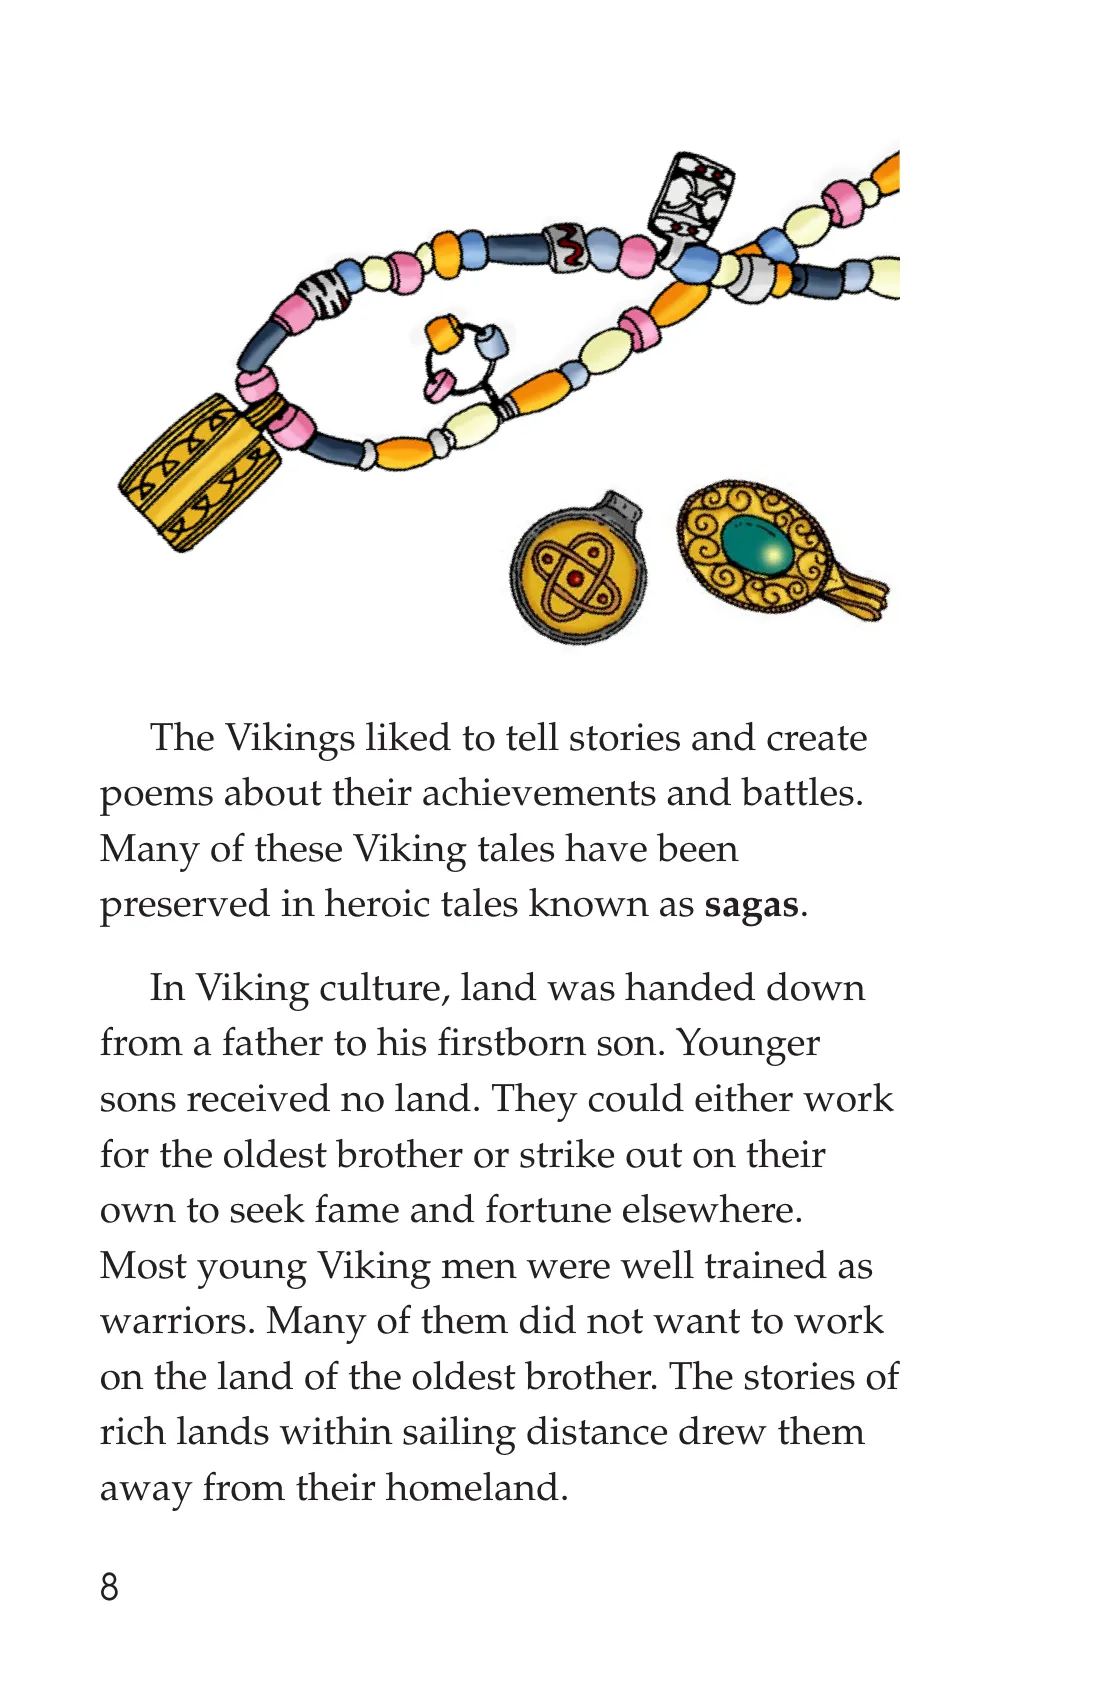 The Vikings liked to tell stories and create
poems about their achievements and battles.
Many of these Viking tales have been
preserved in heroic tales known as sagas.
In Viking culture, land was handed down
from a father to his firstborn son. Younger
sons received no land. They could either work
for the oldest brother or strike out on their
own to seek fame and fortune elsewhere.
Most young Viking men were well trained as
warriors. Many of them did not want to work
on the land of the oldest brother. The stories of
rich lands within sailing distance drew them
away from their homeland.
8